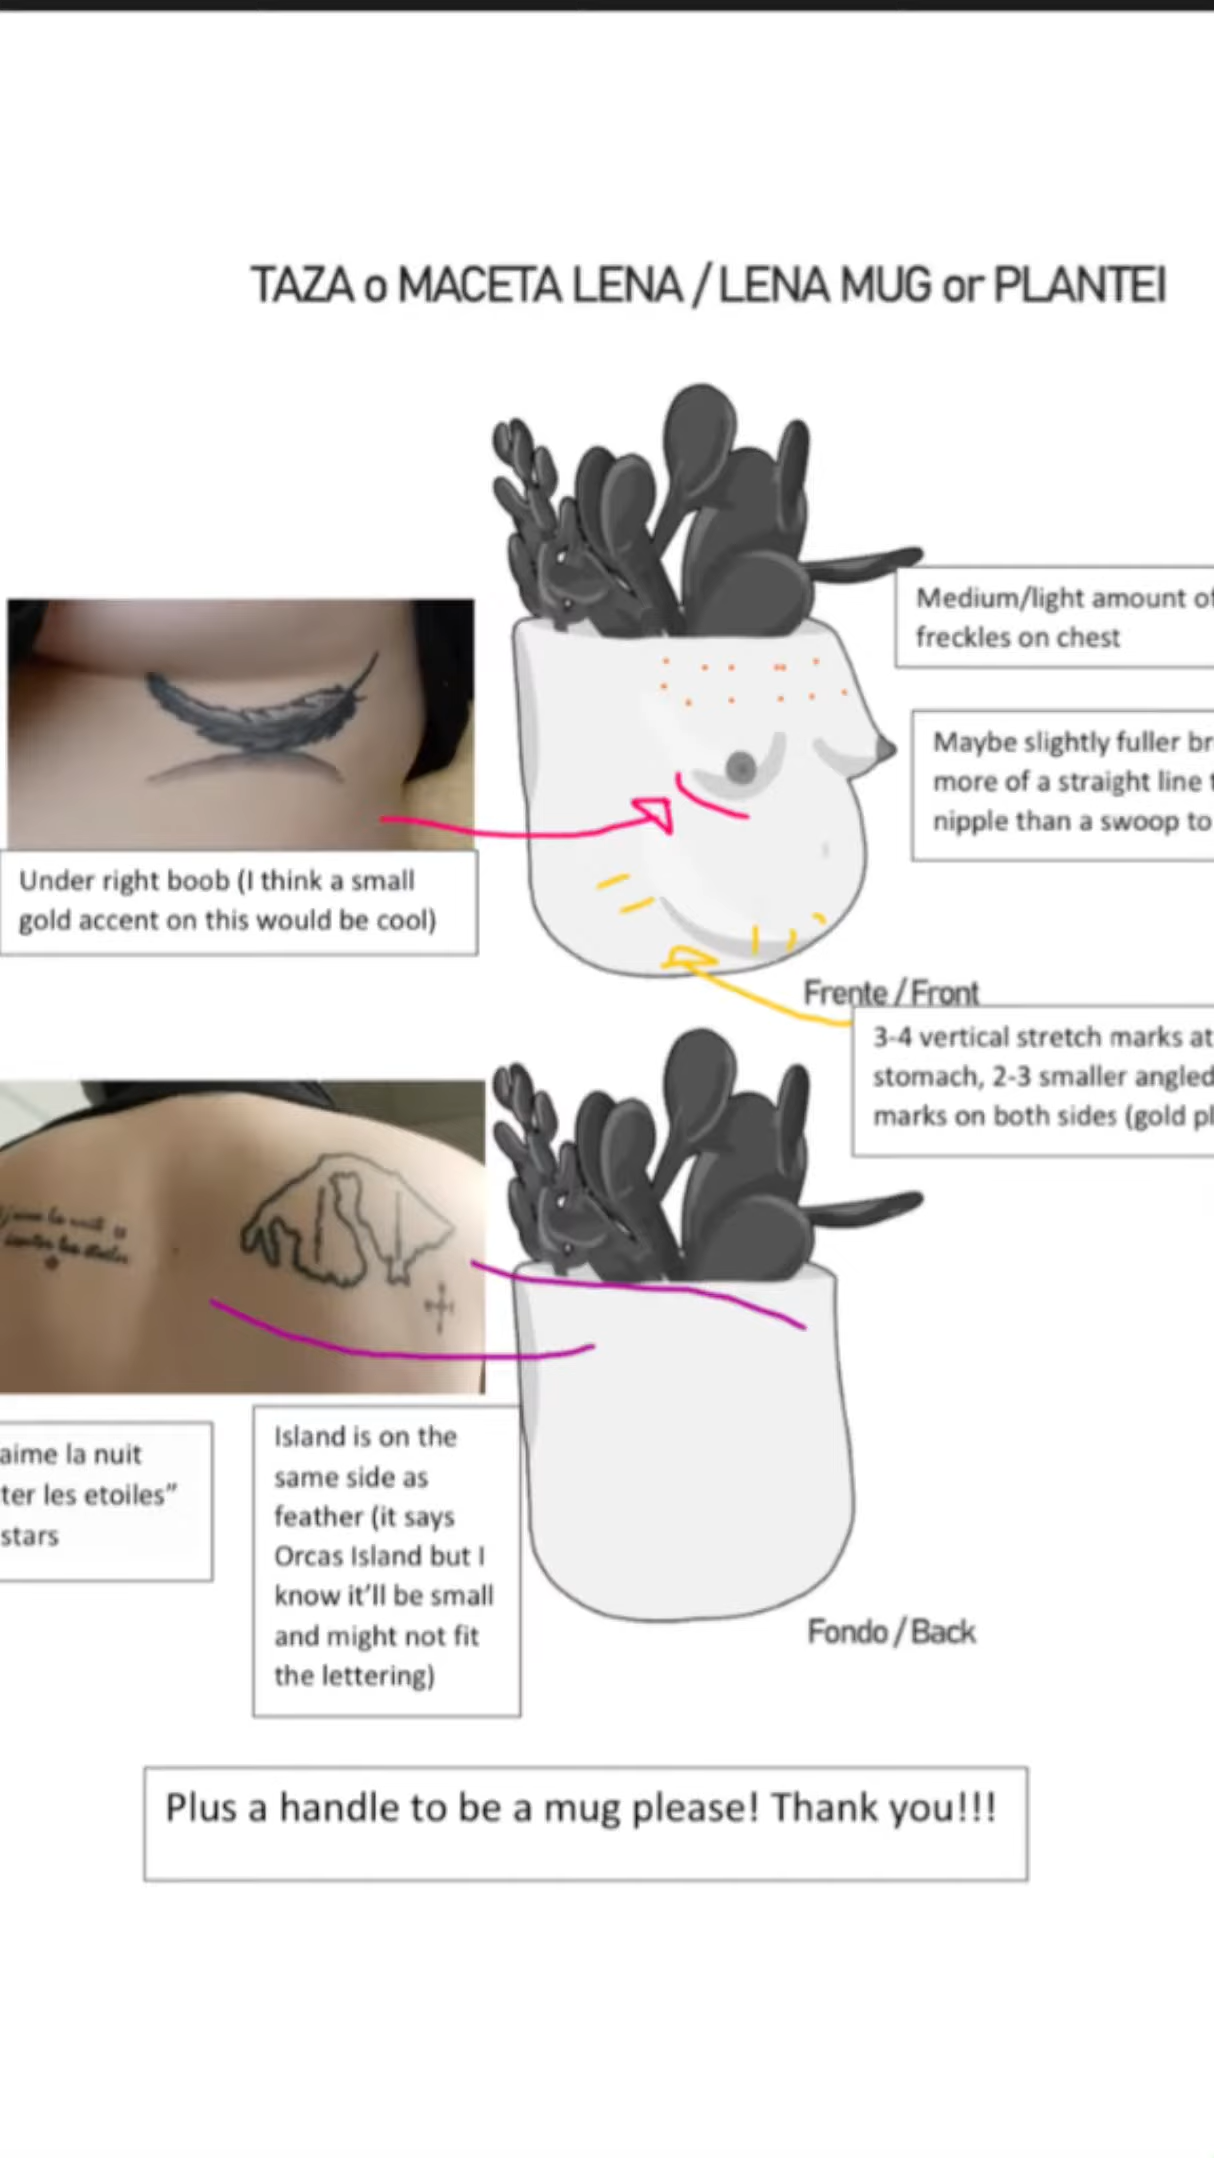 TAZA o MACETA LENA / LENA MUG or PLANTE
Medium/light amount of
freckles on chest
Maybe slightly fuller
more of a straight line
nipple than a swoop to
Under right boob (I think a small
gold accent on this would be cool)
Frente / Front
3-4 vertical stretch marks at
stomach, 2-3 smaller angled
marks on both sides (gold
aime la nuit
ter les etoiles”
stars
Island is on the
same side as
feather (it says
Orcas Island but I
know it’ll be small
and might not fit
the lettering)
Fondo / Back
Plus a handle to be a mug please! Thank you!!!